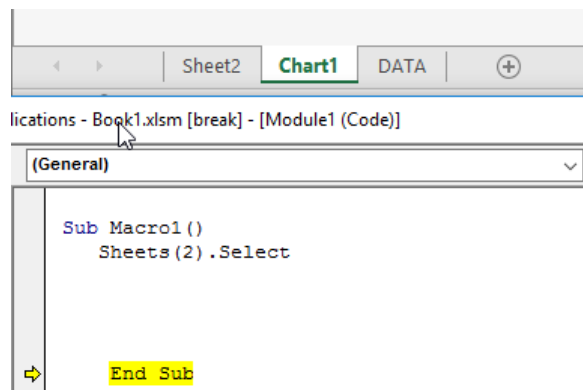 Sheet2 Chart1 DATA
lications - Book1.xlsm [break] - [Module1 (Code)]
(General)
Sub Macro1()
Sheets(2).Select
End Sub